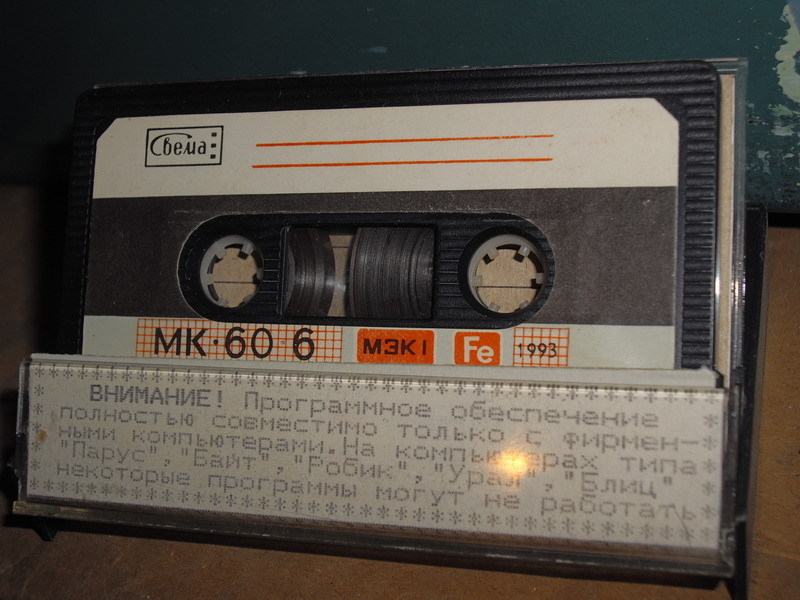 Свема
МК·60·6 МЭК I Fe 1993
****************************************
* ВНИМАНИЕ! Программное обеспечение *
* полностью совместимо только с фирмен-*
* ными компьютерами.На компьютерах типа *
* "Парус","Байт","Робик","Урал","Блиц" *
* некоторые программы могут не работать*
****************************************